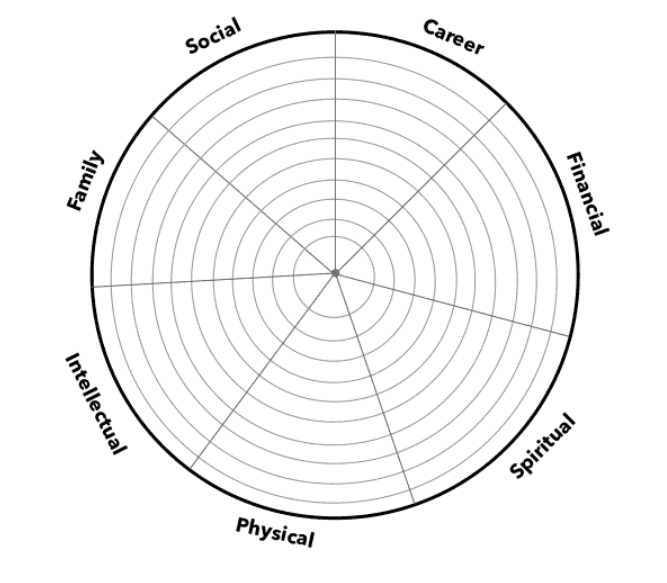 Social
Career
Family
Financial
Intellectual
Spiritual
Physical